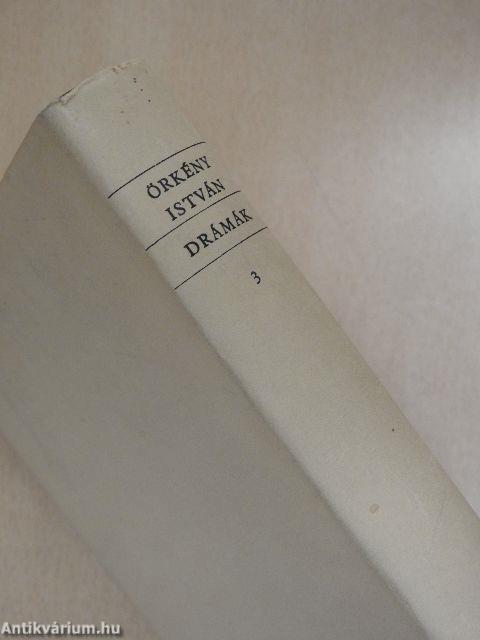 ÖRKÉNY
ISTVÁN
DRÁMÁK
3
Antikvárium.hu